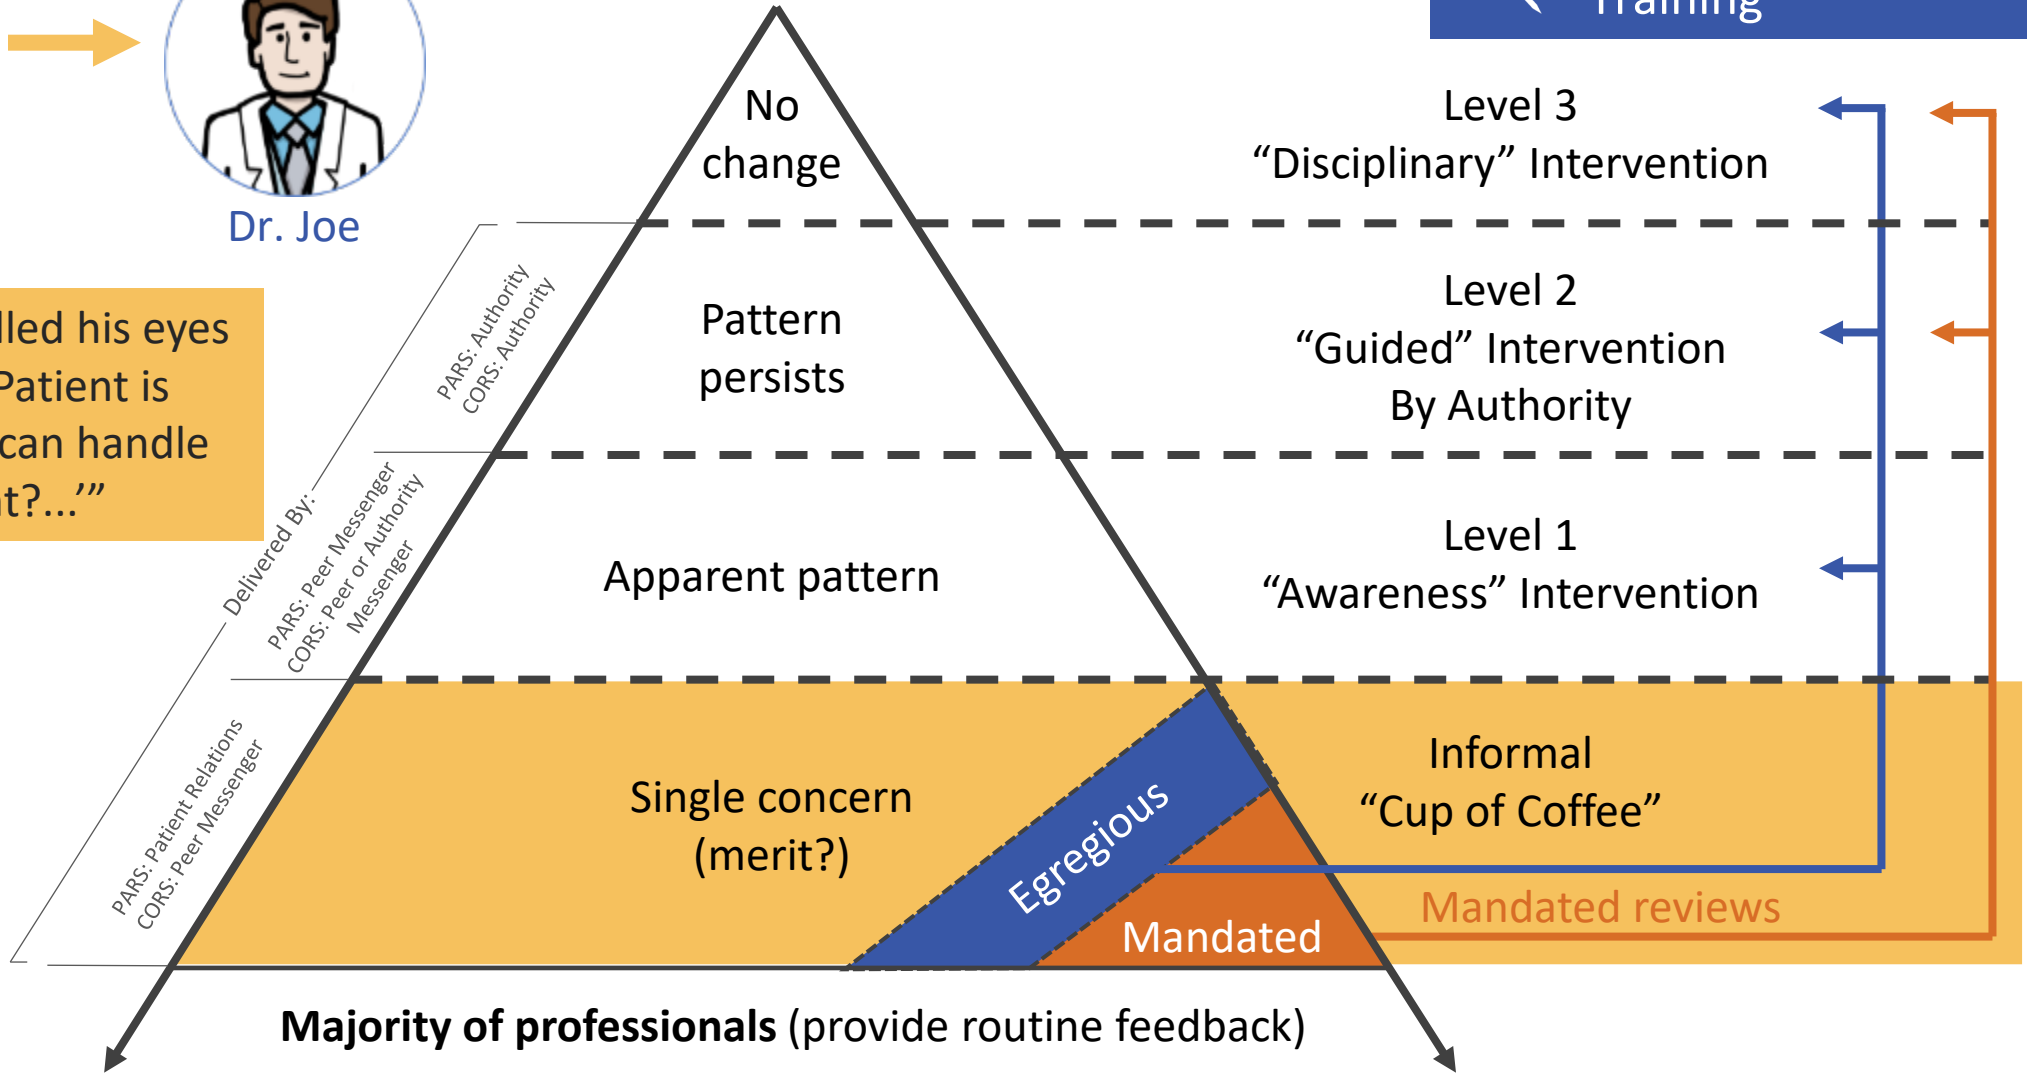 Training
Dr. Joe
lled his eyes
Patient is
can handle
t?...’”
No
change
Level 3
“Disciplinary” Intervention
PARS: Authority
CORS: Authority
Pattern
persists
Level 2
“Guided” Intervention
By Authority
Delivered By:
PARS: Peer Messenger
CORS: Peer or Authority
Messenger
Apparent pattern
Level 1
“Awareness” Intervention
PARS: Patient Relations
CORS: Peer Messenger
Single concern
(merit?)
Egregious
Mandated
Informal
“Cup of Coffee”
Mandated reviews
Majority of professionals (provide routine feedback)